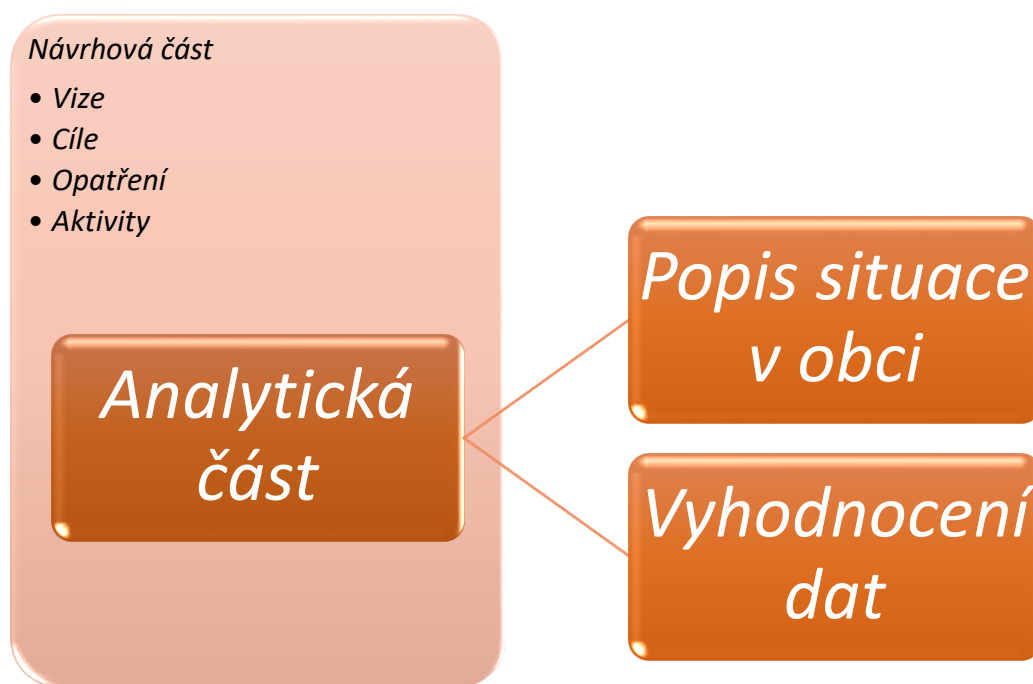 Návrhová část
• Vize
• Cíle
• Opatření
• Aktivity
Analytická
část
Popis situace
v obci
Vyhodnocení
dat